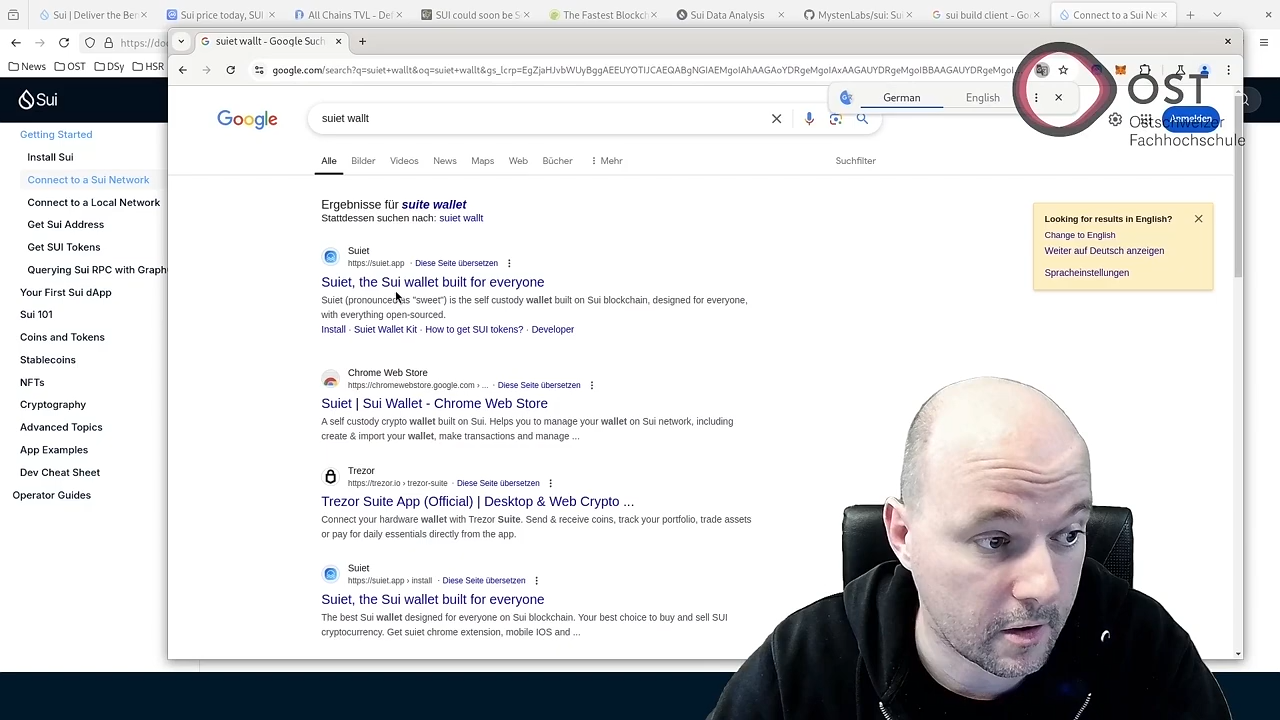 Sui | Deliver the Ber
Sui price today, SUI
All Chains TVL - Def
SUI could soon be S
The Fastest Blockch
Sui Data Analysis
MystenLabs/sui: Sui
sui build client - Goo
Connect to a Sui Ne
suiet wallt - Google Such
https://doc
google.com/search?q=suiet+wallt&oq=suiet+wallt&gs_lcrp=EgZjaHJvbWUyBggAEEUYOTIJCAEQABgNGIAEMgoIAhAAGAoYDRgeMgoIAxAAGAUYDRgeMgoIBBAAGAUYDRgeMgoI...
News
OST
DSy
HSR
German
English
OST
Ostschweizer
Fachhochschule
Sui
Google
suiet wallt
Anmelden
Alle
Bilder
Videos
News
Maps
Web
Bücher
Mehr
Suchfilter
Getting Started
Install Sui
Connect to a Sui Network
Connect to a Local Network
Get Sui Address
Get SUI Tokens
Querying Sui RPC with Graph
Your First Sui dApp
Sui 101
Coins and Tokens
Stablecoins
NFTs
Cryptography
Advanced Topics
App Examples
Dev Cheat Sheet
Operator Guides
Ergebnisse für suite wallet
Stattdessen suchen nach: suiet wallt
Suiet
https://suiet.app · Diese Seite übersetzen
Suiet, the Sui wallet built for everyone
Suiet (pronounced as "sweet") is the self custody wallet built on Sui blockchain, designed for everyone,
with everything open-sourced.
Install · Suiet Wallet Kit · How to get SUI tokens? · Developer
Chrome Web Store
https://chromewebstore.google.com › ... · Diese Seite übersetzen
Suiet | Sui Wallet - Chrome Web Store
A self custody crypto wallet built on Sui. Helps you to manage your wallet on Sui network, including
create & import your wallet, make transactions and manage ...
Trezor
https://trezor.io › trezor-suite · Diese Seite übersetzen
Trezor Suite App (Official) | Desktop & Web Crypto ...
Connect your hardware wallet with Trezor Suite. Send & receive coins, track your portfolio, trade assets
or pay for daily essentials directly from the app.
Suiet
https://suiet.app › install · Diese Seite übersetzen
Suiet, the Sui wallet built for everyone
The best Sui wallet designed for everyone on Sui blockchain. Your best choice to buy and sell SUI
cryptocurrency. Get suiet chrome extension, mobile IOS and ...
Looking for results in English?
Change to English
Weiter auf Deutsch anzeigen
Spracheinstellungen